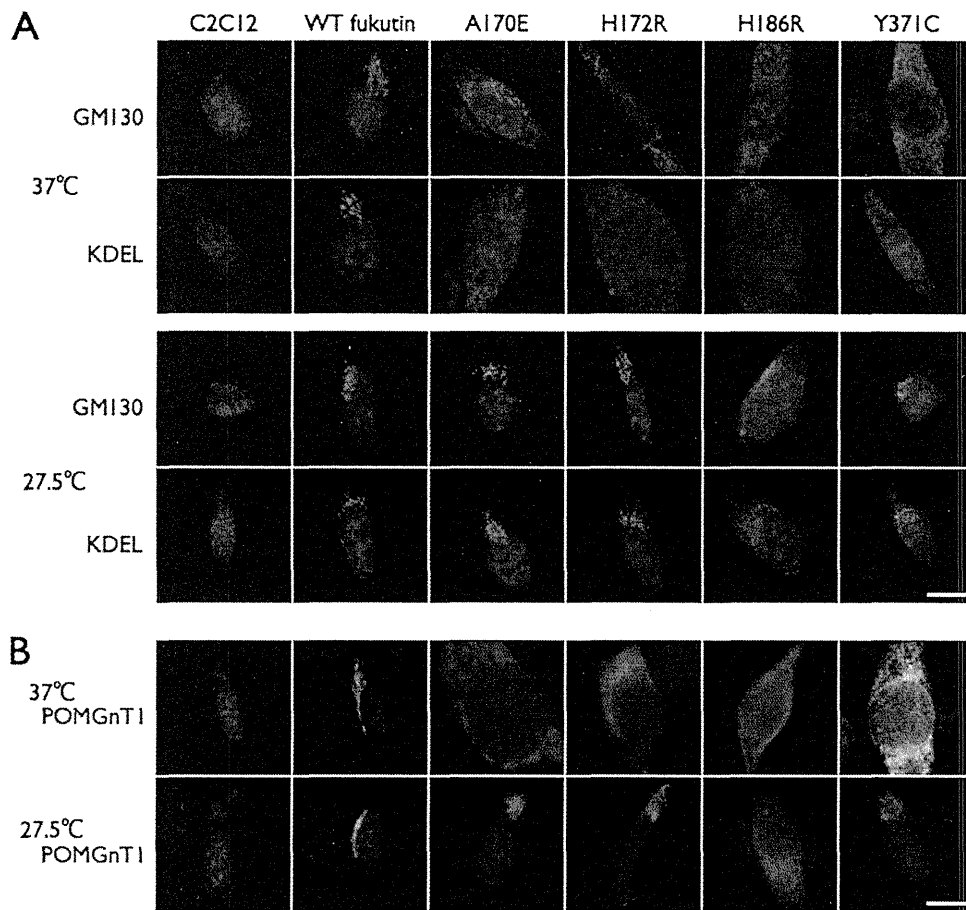 A
C2C12 WT fukutin A170E H172R H186R Y371C
GM130
37°C
KDEL
GM130
27.5°C
KDEL
B
37°C
POMGnT1
27.5°C
POMGnT1